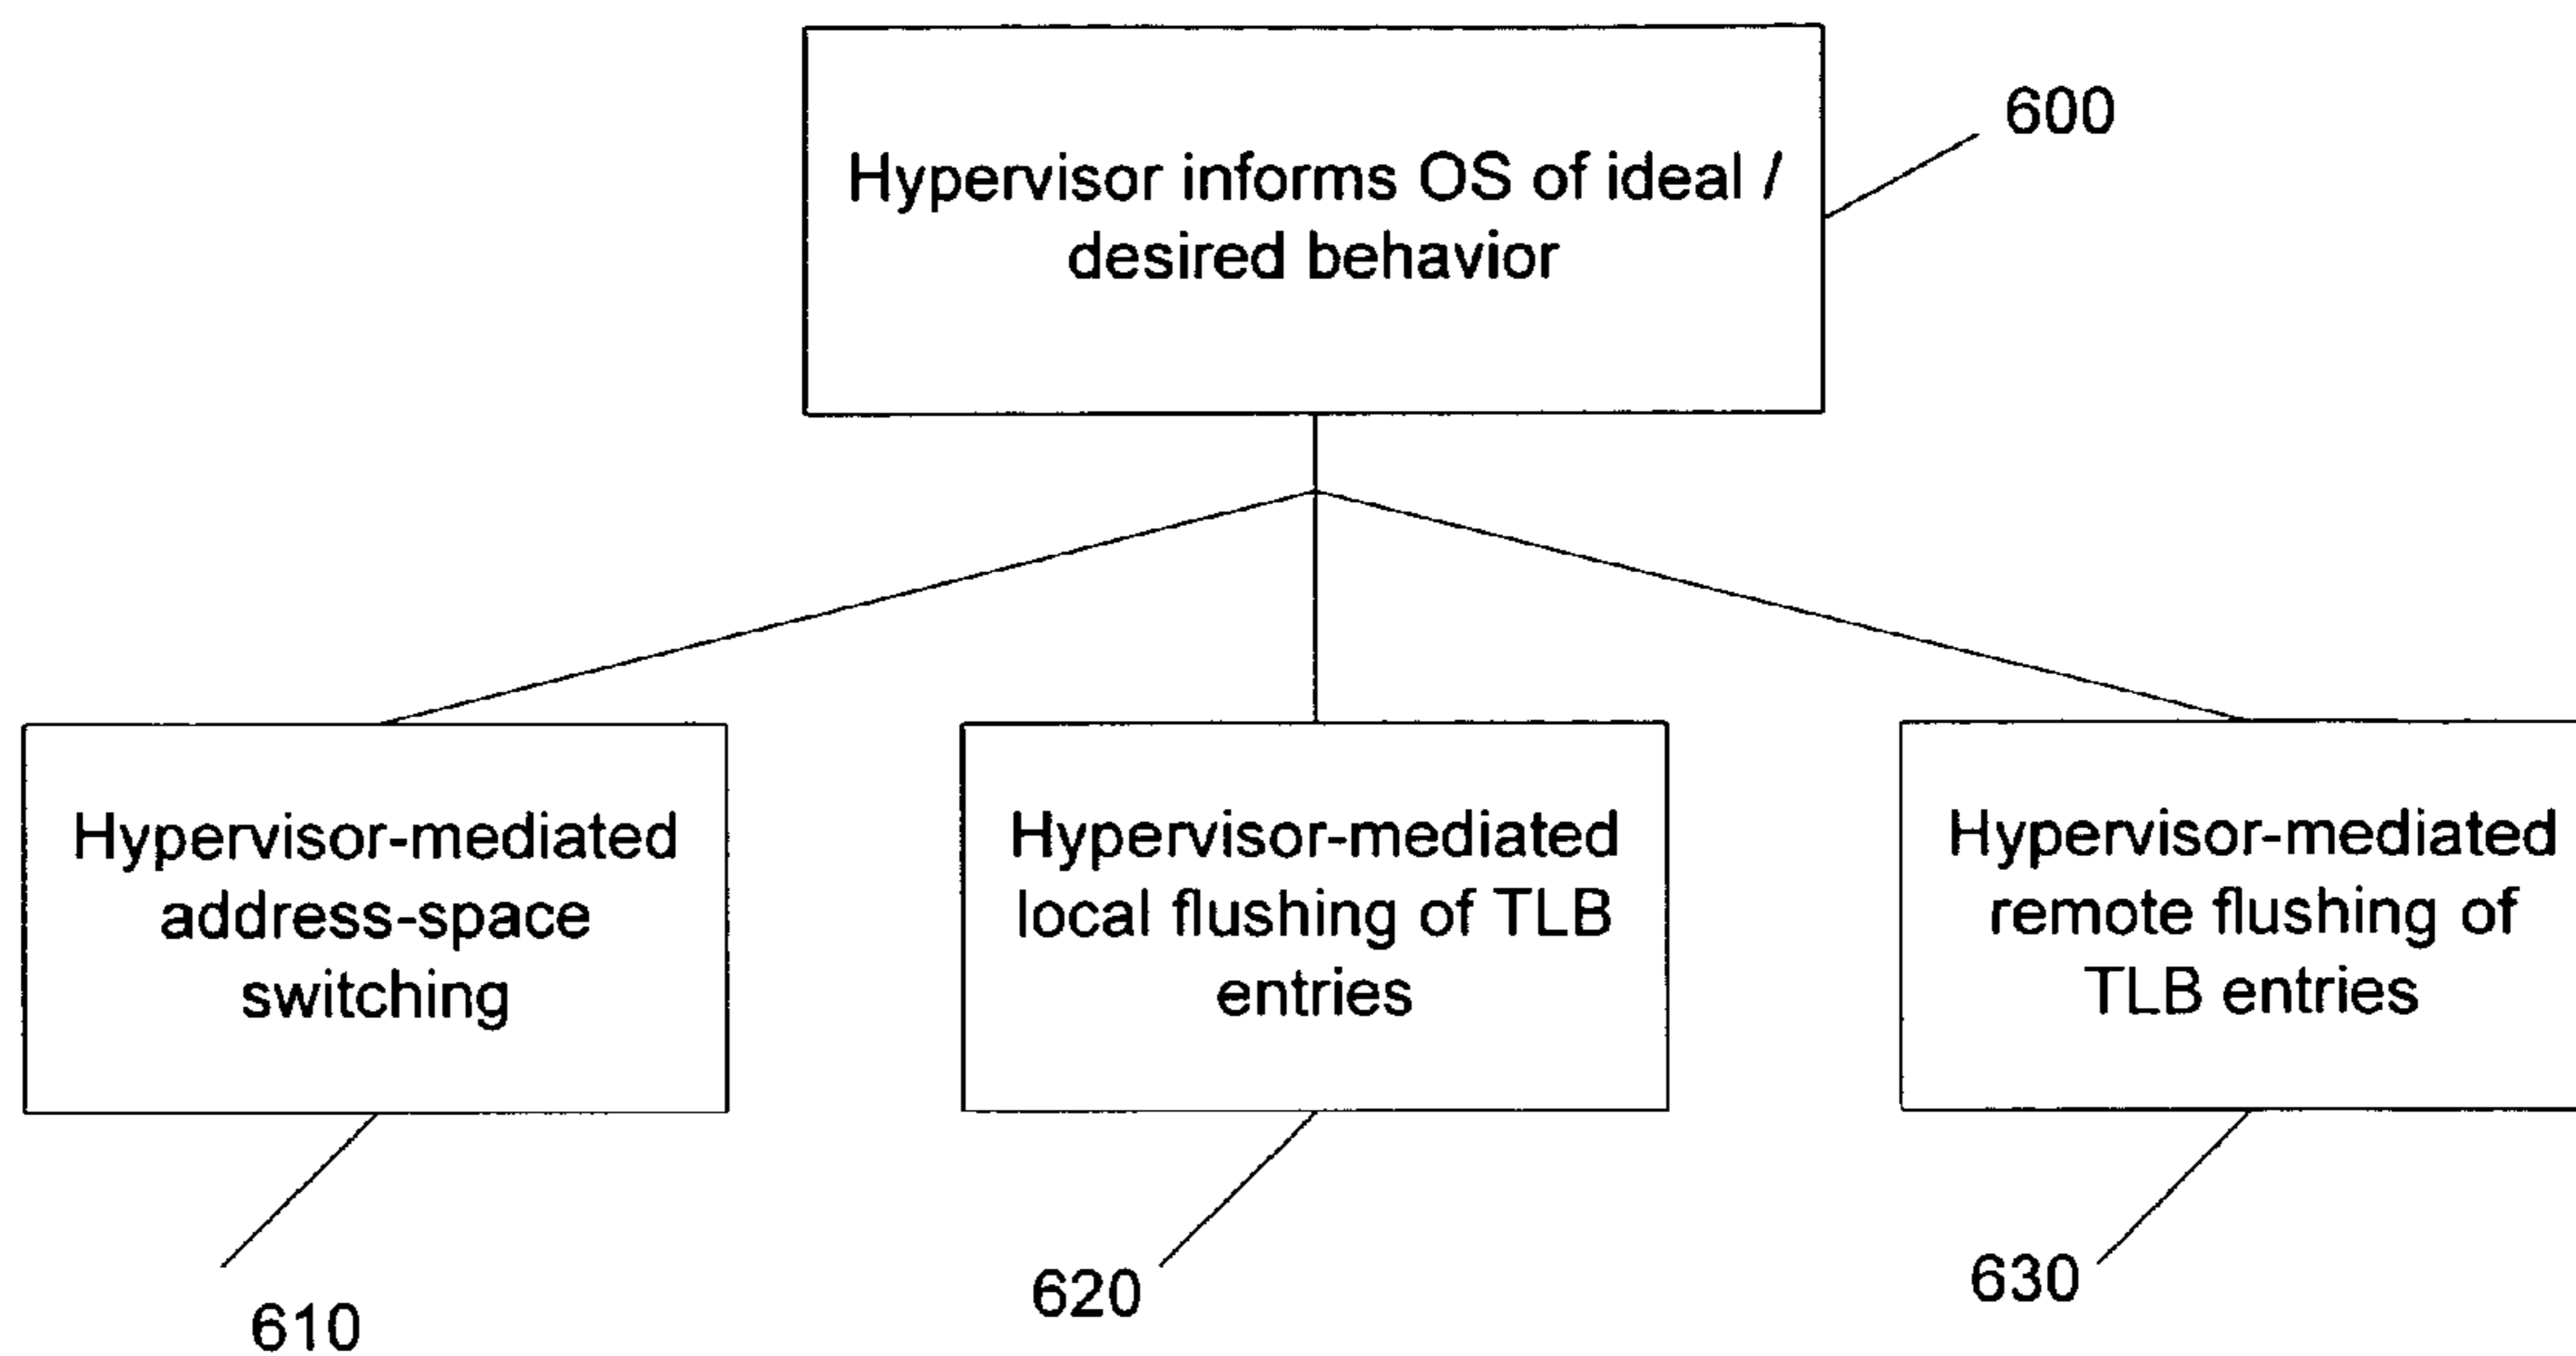 Hypervisor informs OS of ideal /
desired behavior
600
Hypervisor-mediated
address-space
switching
610
Hypervisor-mediated
local flushing of TLB
entries
620
Hypervisor-mediated
remote flushing of
TLB entries
630